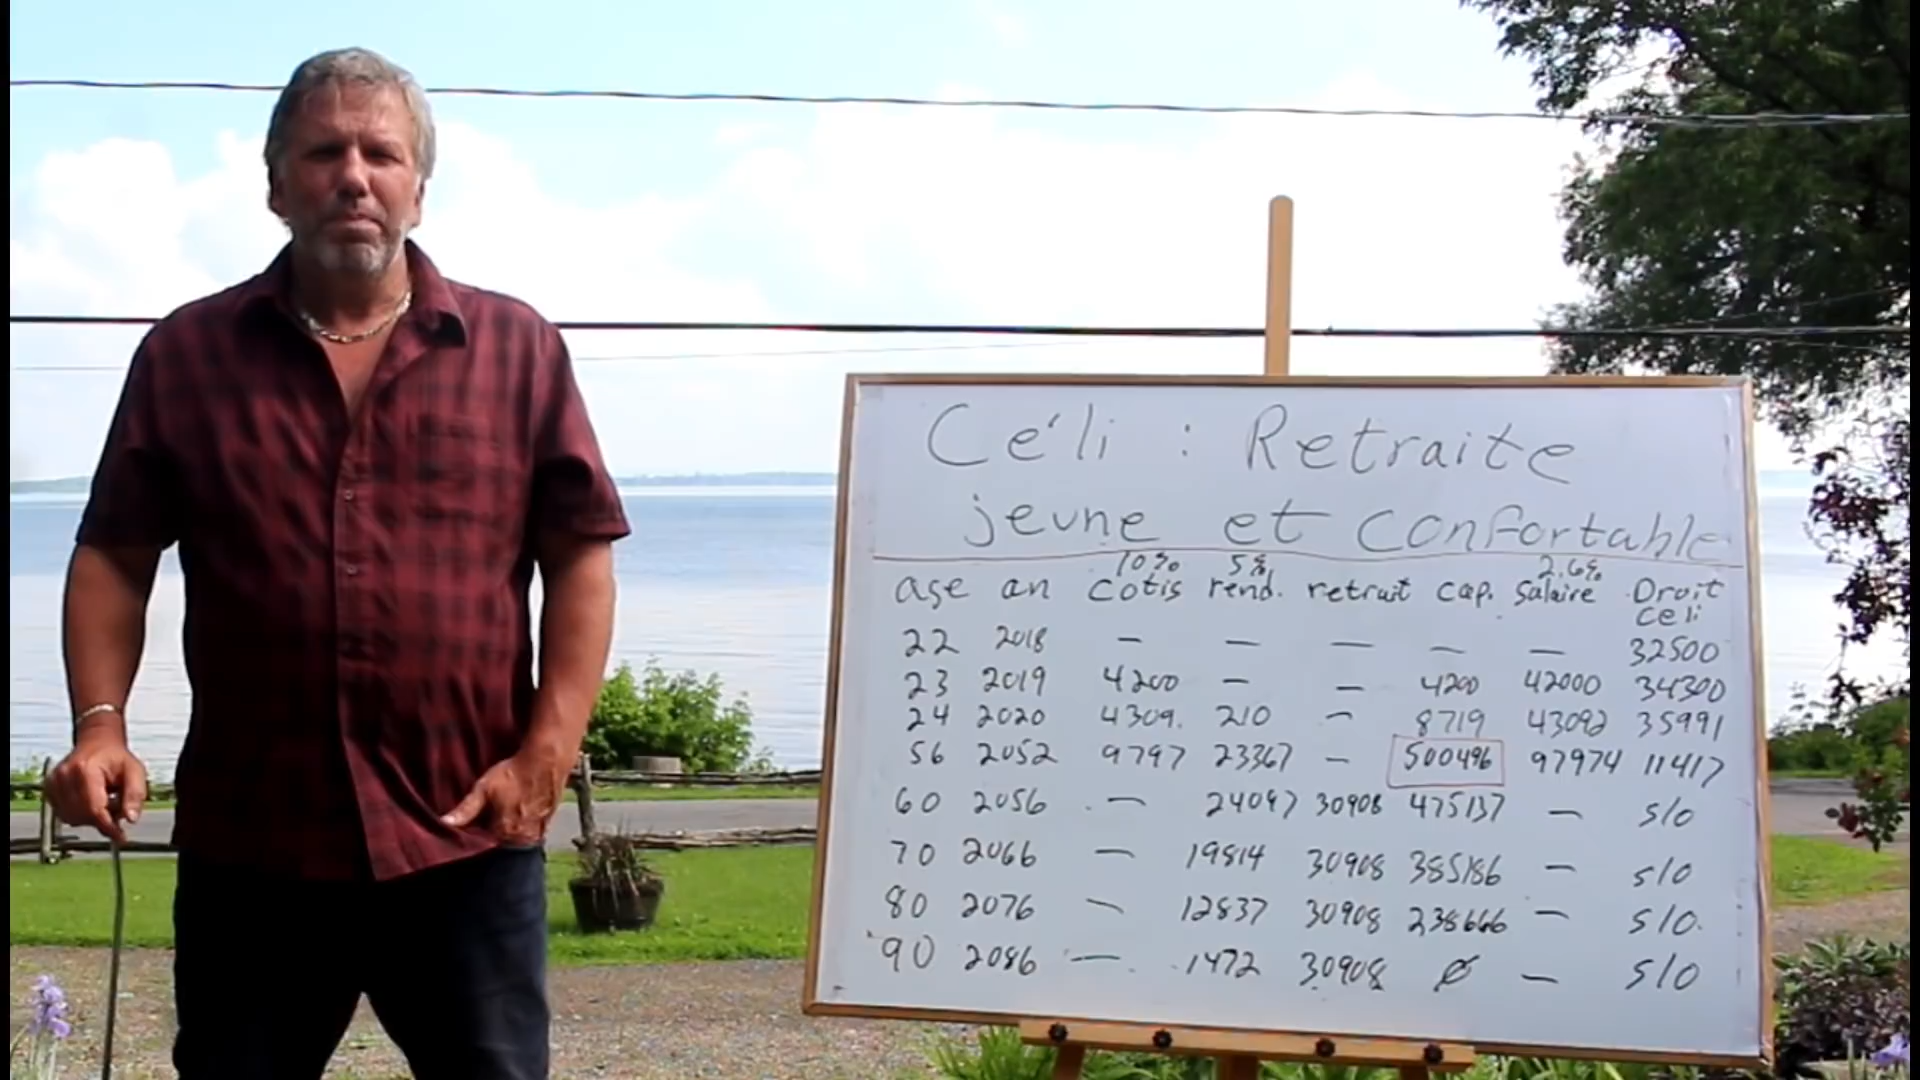 Céli : Retraite
jeune et confortable
10% 5% 2.6%
age an cotis rend. retrait cap. salaire Droit
celi
22 2018 — — — — — 32500
23 2019 4200 — — 4200 42000 34300
24 2020 4309. 210 — 8719 43092 35991
56 2052 9797 23367 — 500496 97974 11417
60 2056 — 24097 30908 475137 — s/o
70 2066 — 19814 30908 385186 — s/o
80 2076 — 12837 30908 238666 — s/o.
90 2086 — 1472 30908 Ø — s/o